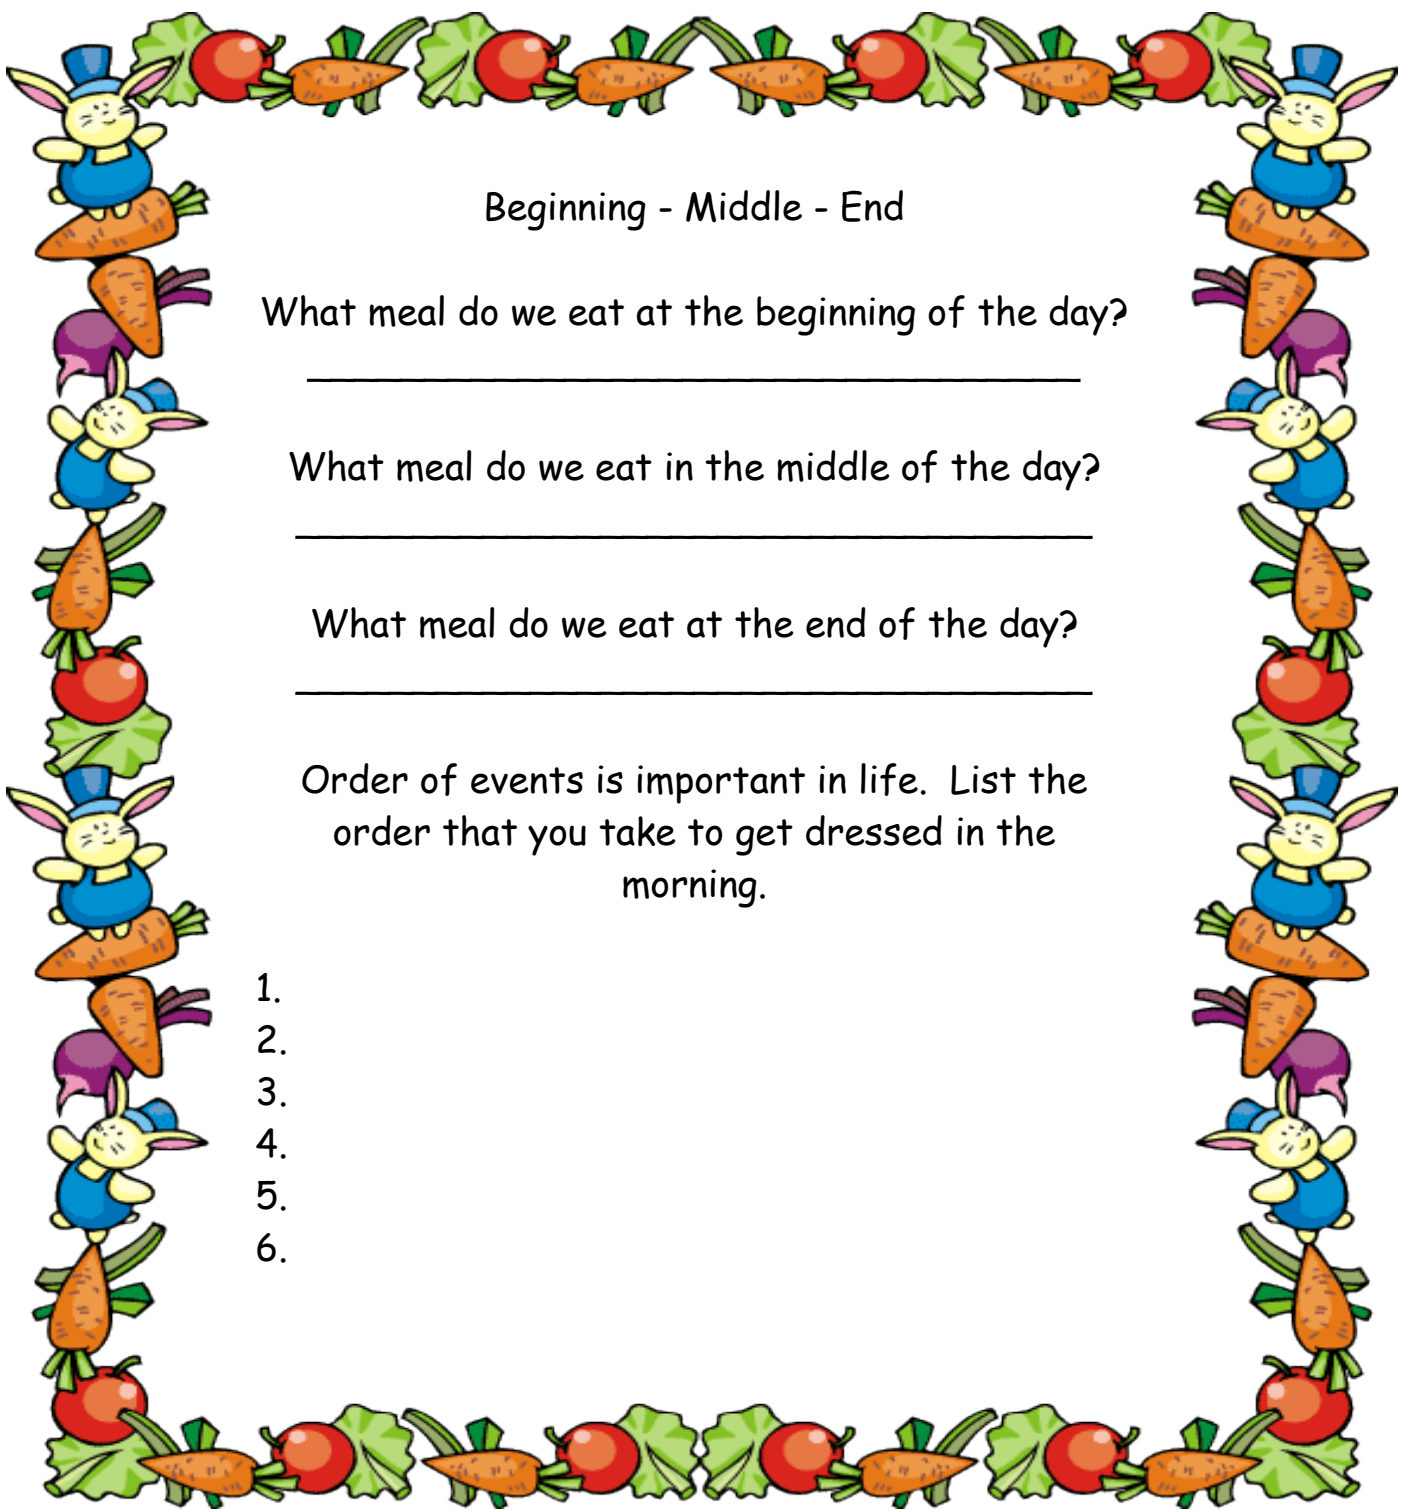 Beginning - Middle - End
What meal do we eat at the beginning of the day?
_________________________________
What meal do we eat in the middle of the day?
__________________________________
What meal do we eat at the end of the day?
__________________________________
Order of events is important in life.  List the
order that you take to get dressed in the
morning.
1.
2.
3.
4.
5.
6.